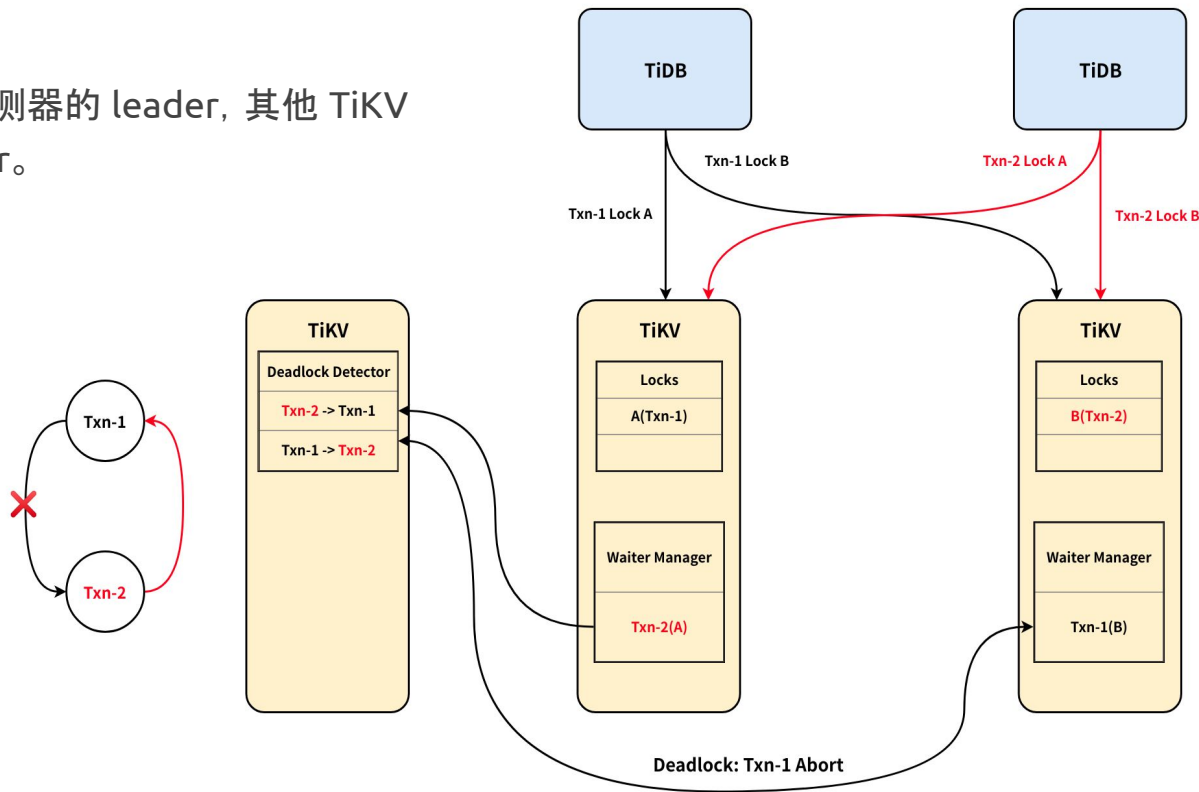 测器的 leader, 其他 TiKV
r。
TiDB
TiDB
Txn-1 Lock B
Txn-2 Lock A
Txn-1 Lock A
Txn-2 Lock B
TiKV
Deadlock Detector
Txn-2 -> Txn-1
Txn-1 -> Txn-2
TiKV
Locks
A(Txn-1)
Waiter Manager
Txn-2(A)
TiKV
Locks
B(Txn-2)
Waiter Manager
Txn-1(B)
Txn-1
Txn-2
Deadlock: Txn-1 Abort